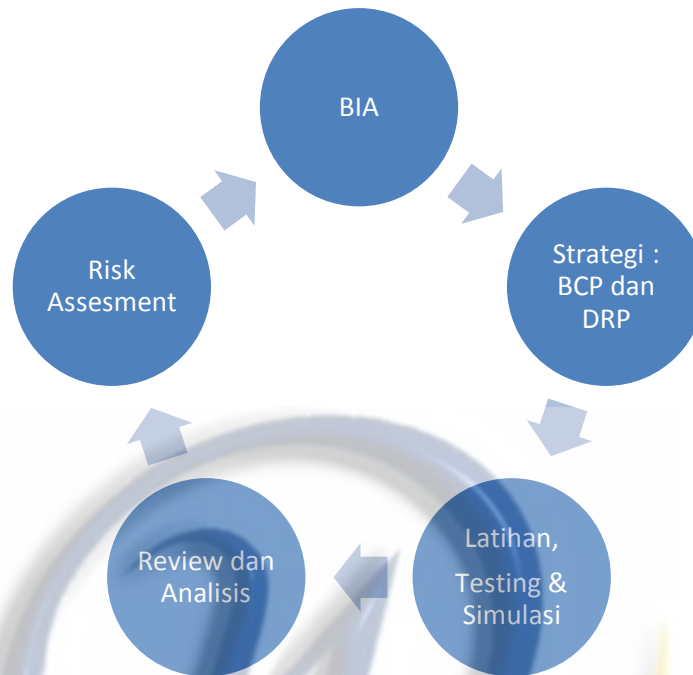 BIA
Strategi :
BCP dan
DRP
Latihan,
Testing &
Simulasi
Review dan
Analisis
Risk
Assesment